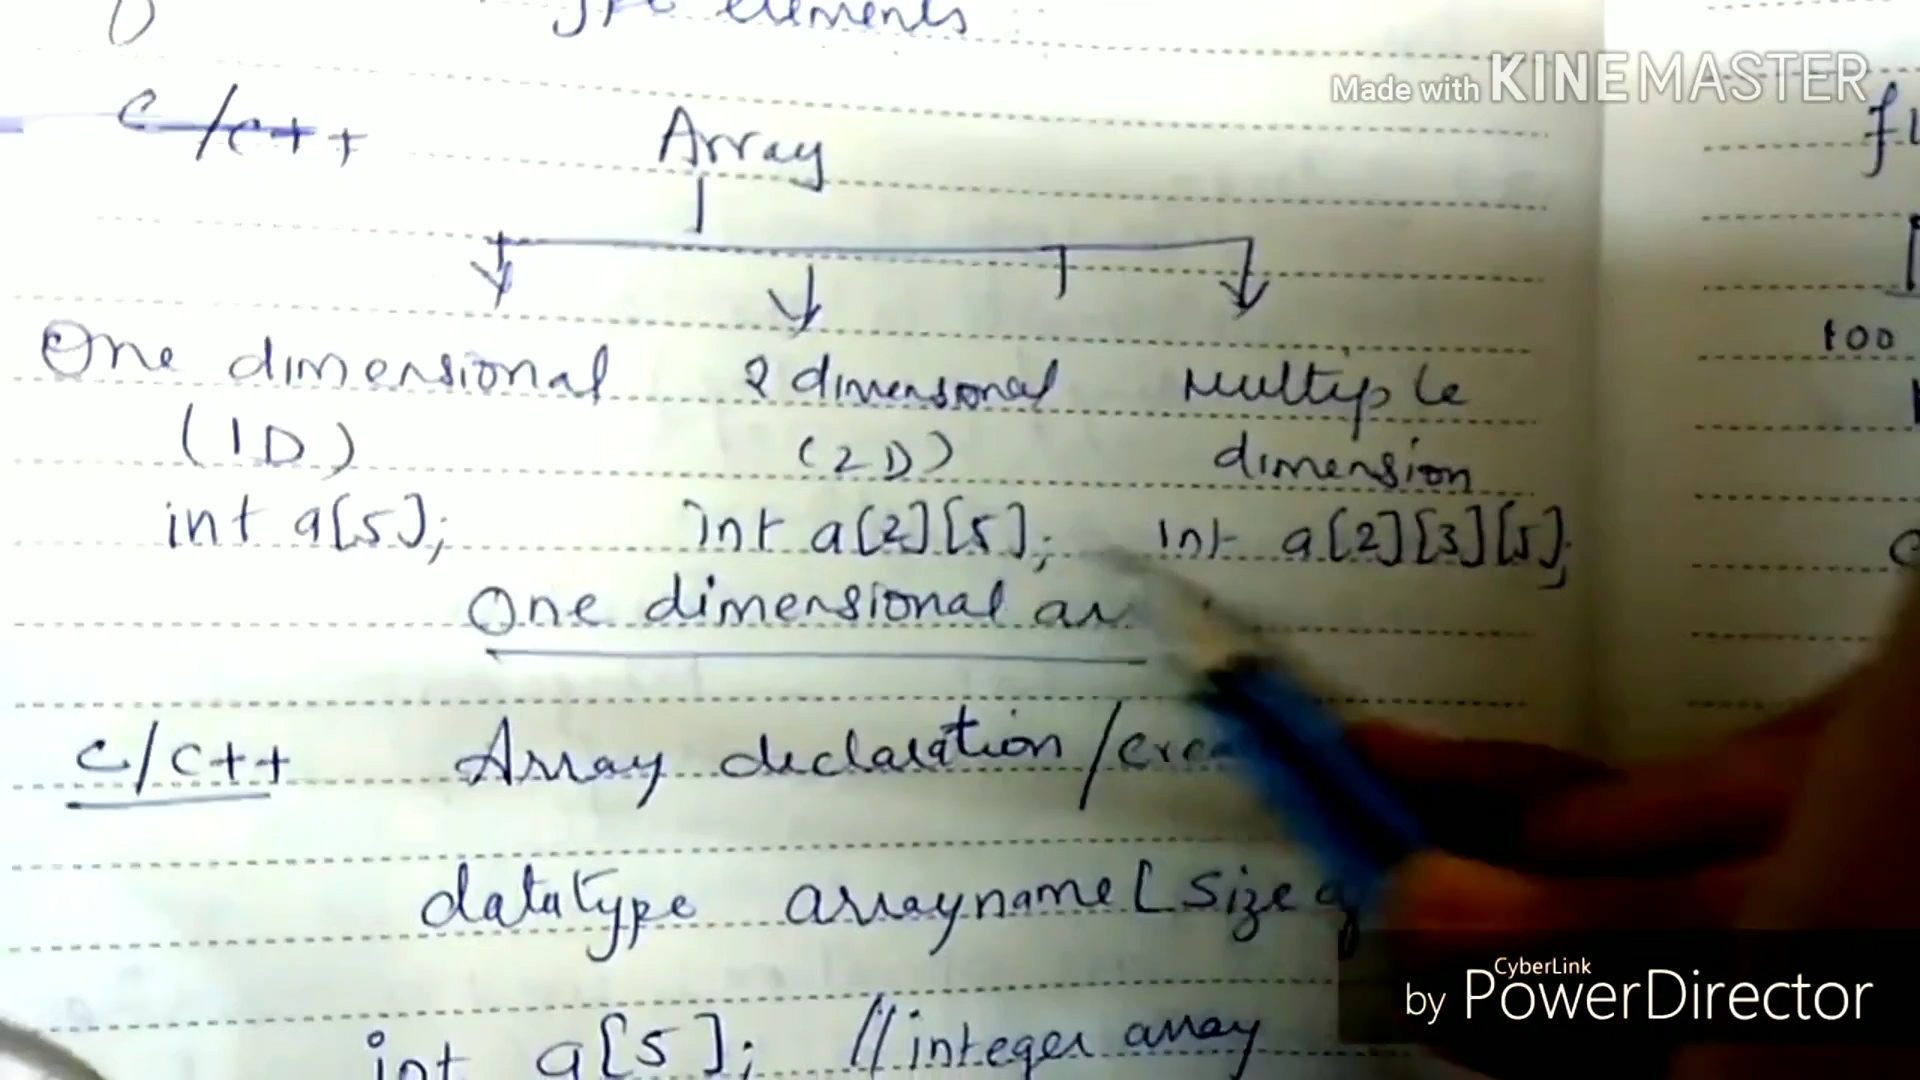 elements
Made with KINEMASTER
C/C++
Array
One dimensional 2 dimensional Multiple
(1D) (2D) dimension
int a[5]; int a[2][5]; int a[2][3][5];
One dimensional
C/C++ Array declaration /
datatype arrayname [size
int a[5]; //integer array
100
CyberLink
by PowerDirector